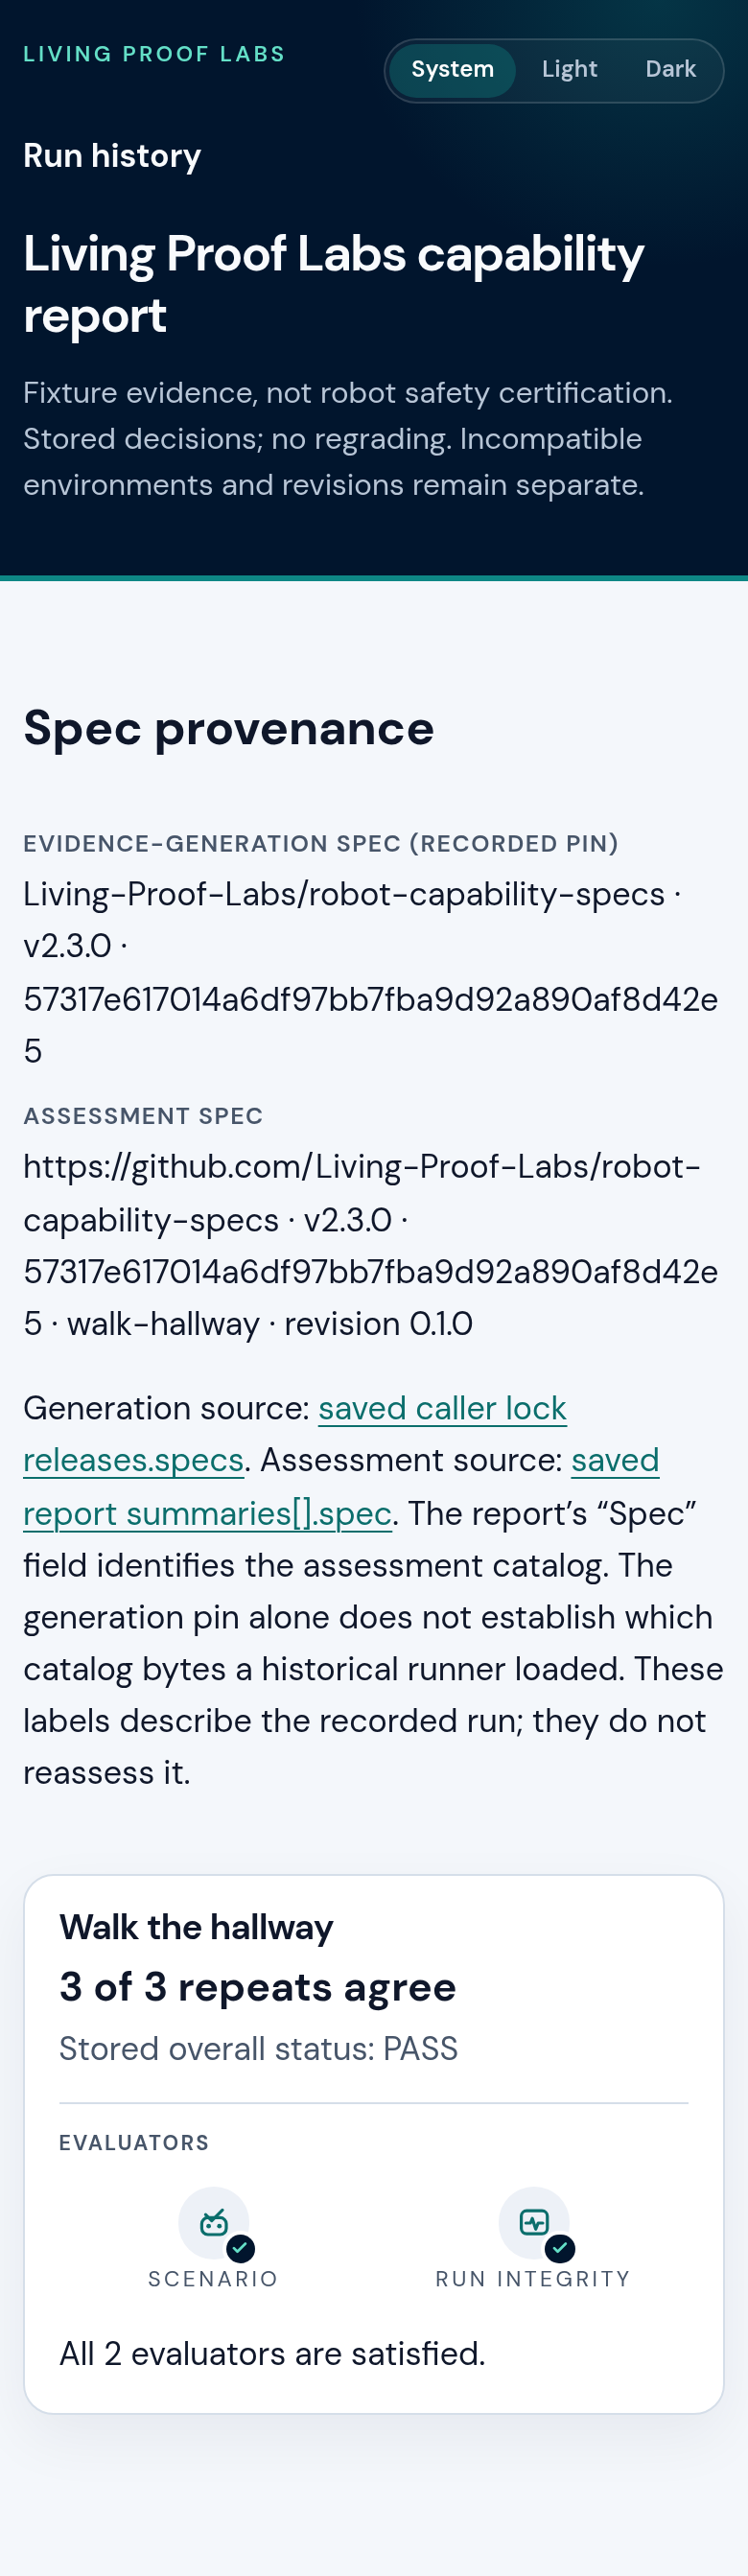 LIVING PROOF LABS
System Light Dark
Run history
Living Proof Labs capability
report
Fixture evidence, not robot safety certification.
Stored decisions; no regrading. Incompatible
environments and revisions remain separate.
Spec provenance
EVIDENCE-GENERATION SPEC (RECORDED PIN)
Living-Proof-Labs/robot-capability-specs ·
v2.3.0 ·
57317e617014a6df97bb7fba9d92a890af8d42e
5
ASSESSMENT SPEC
https://github.com/Living-Proof-Labs/robot-
capability-specs · v2.3.0 ·
57317e617014a6df97bb7fba9d92a890af8d42e
5 · walk-hallway · revision 0.1.0
Generation source: saved caller lock
releases.specs. Assessment source: saved
report summaries[].spec. The report’s “Spec”
field identifies the assessment catalog. The
generation pin alone does not establish which
catalog bytes a historical runner loaded. These
labels describe the recorded run; they do not
reassess it.
Walk the hallway
3 of 3 repeats agree
Stored overall status: PASS
EVALUATORS
SCENARIO RUN INTEGRITY
All 2 evaluators are satisfied.